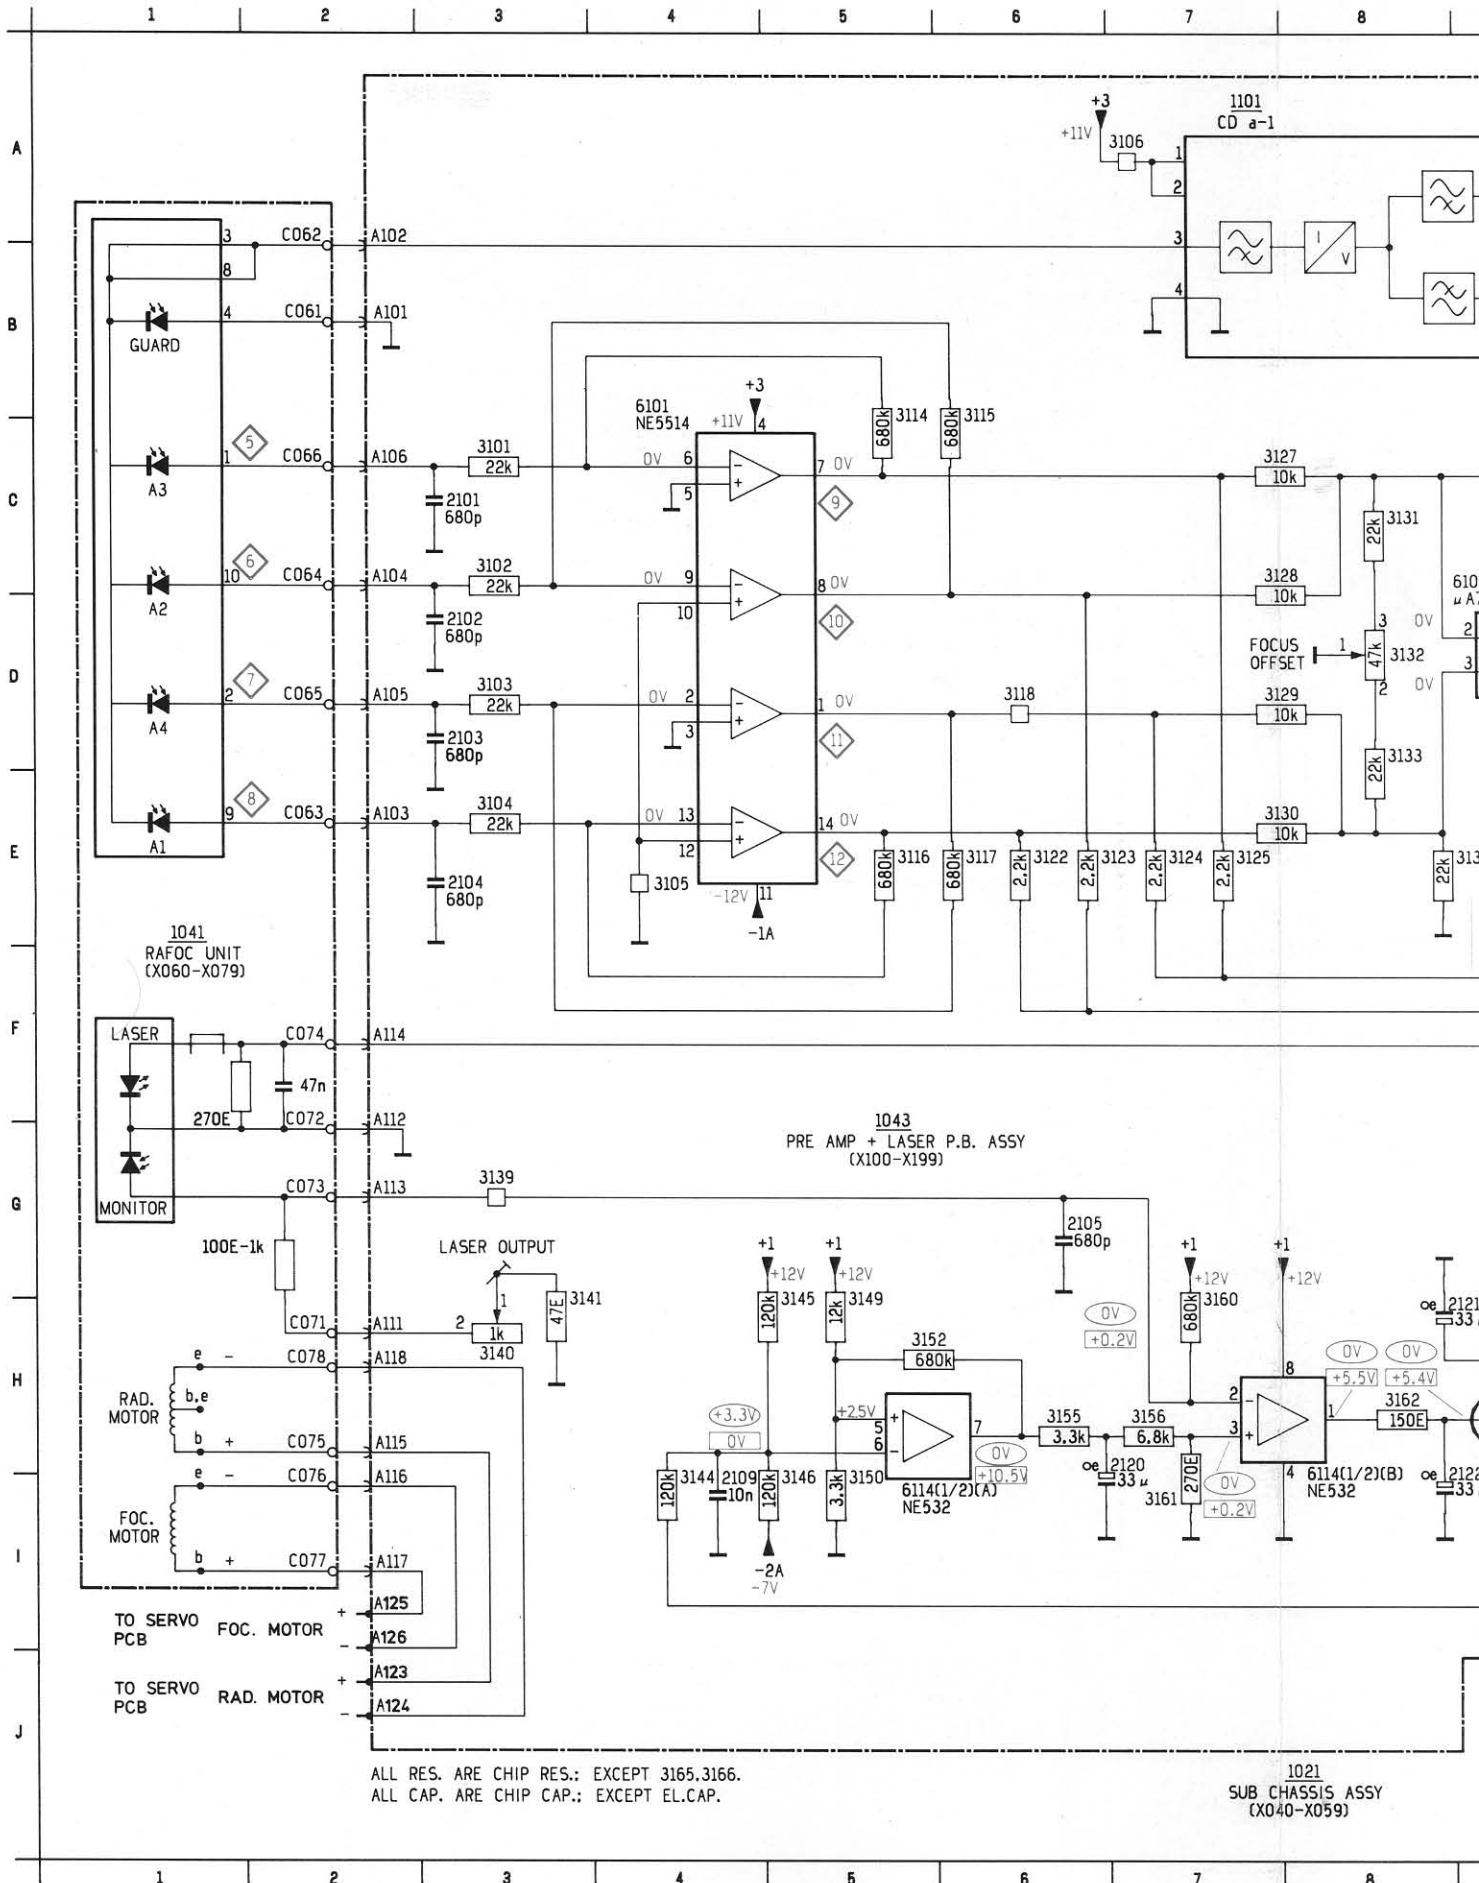 1 2 3 4 5 6 7 8
A
+3
+11V
3106
1101
CD a-1
1
2
3
4
I
V
B
3
8
4
C062
A102
C061
A101
GUARD
C
5
1
C066
A106
A3
3101
22k
2101
680p
6101
NE5514
+3
+11V
4
0V
6
5
7
0V
9
680k
3114
680k
3115
3127
10k
22k
3131
6
10
C064
A104
A2
3102
22k
2102
680p
0V
9
10
8
0V
10
3128
10k
0V
2
3
0V
D
FOCUS
OFFSET
1
3
47k
3132
2
7
2
C065
A105
A4
3103
22k
2103
680p
0V
2
3
1
0V
11
3118
3129
10k
22k
3133
E
8
9
C063
A103
A1
3104
22k
2104
680p
0V
13
12
14
0V
12
3105
-12V
11
-1A
680k
3116
680k
3117
2.2k
3122
2.2k
3123
2.2k
3124
2.2k
3125
3130
10k
22k
1041
RAFOC UNIT
(X060-X079)
F
LASER
C074
A114
47n
270E
C072
A112
1043
PRE AMP + LASER P.B. ASSY
(X100-X199)
G
MONITOR
C073
A113
3139
2105
680p
100E-1k
LASER OUTPUT
1
2
1k
3140
47E
3141
C071
A111
H
e -
C078
A118
RAD.
MOTOR
b,e
b +
C075
A115
+1
+12V
120k
3145
+1
+12V
12k
3149
3152
680k
+3.3V
0V
+2.5V
5
6
7
0V
+10.5V
6114(1/2)(A)
NE532
3155
3.3k
3156
6.8k
0V
+0.2V
+1
+12V
680k
3160
+1
+12V
8
2
3
1
4
6114(1/2)(B)
NE532
0V
+5.5V
0V
+5.4V
3162
150E
oe
2121
33
I
e -
C076
A116
FOC.
MOTOR
b +
C077
A117
120k
3144
2109
10n
120k
3146
3.3k
3150
-2A
-7V
oe
2120
33 μ
270E
3161
0V
+0.2V
oe
2122
33
TO SERVO
PCB
FOC. MOTOR
+
A125
-
A126
J
TO SERVO
PCB
RAD. MOTOR
+
A123
-
A124
ALL RES. ARE CHIP RES.: EXCEPT 3165,3166.
ALL CAP. ARE CHIP CAP.: EXCEPT EL.CAP.
1021
SUB CHASSIS ASSY
(X040-X059)
1 2 3 4 5 6 7 8